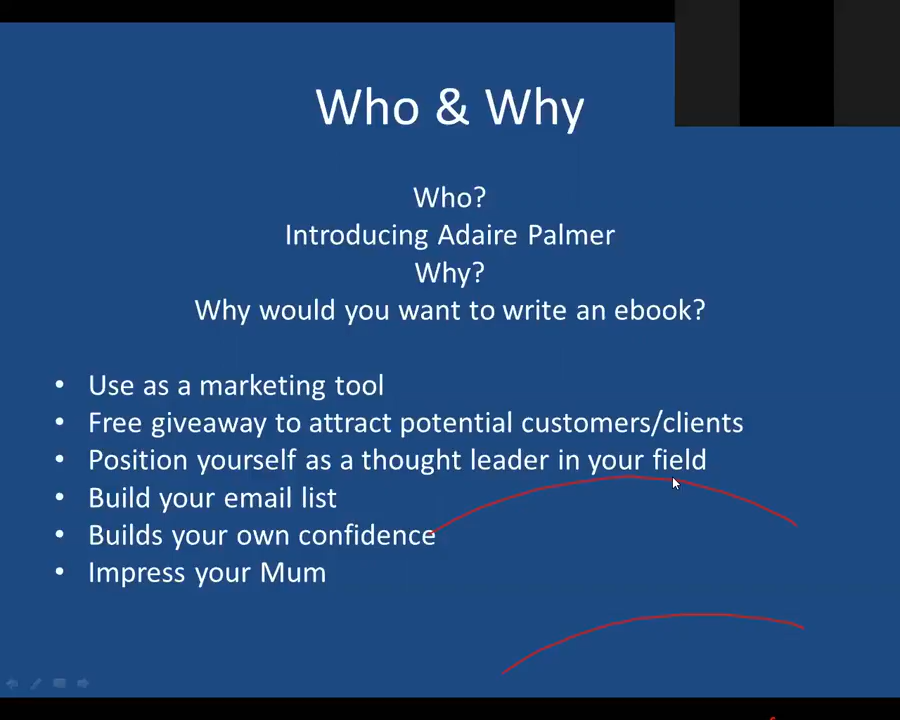 Who & Why
Who?
Introducing Adaire Palmer
Why?
Why would you want to write an ebook?
• Use as a marketing tool
• Free giveaway to attract potential customers/clients
• Position yourself as a thought leader in your field
• Build your email list
• Builds your own confidence
• Impress your Mum